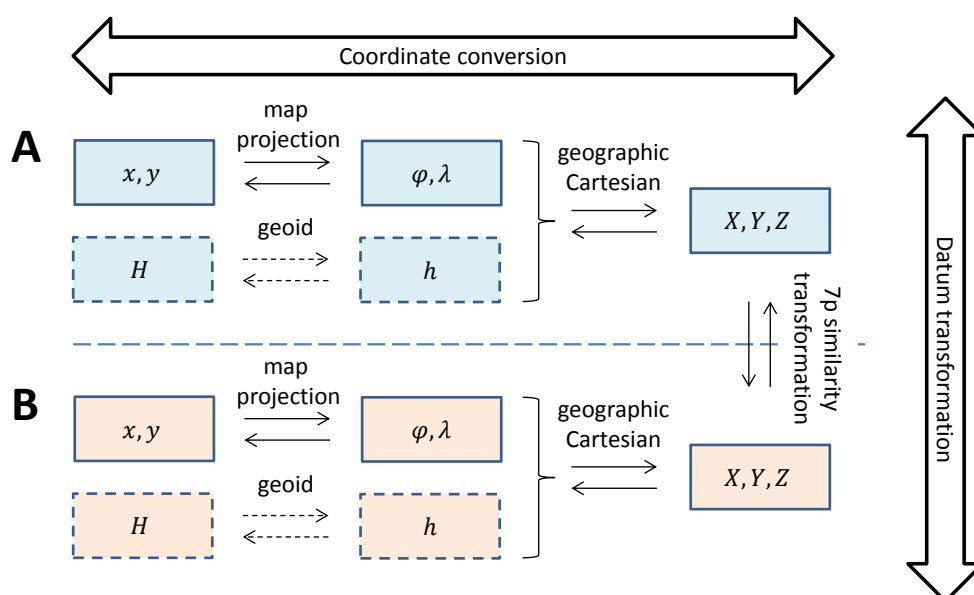 Coordinate conversion
A
map
projection
x, y
φ, λ
geographic
Cartesian
X, Y, Z
geoid
H
h
7p similarity
transformation
Datum transformation
B
map
projection
x, y
φ, λ
geographic
Cartesian
X, Y, Z
geoid
H
h